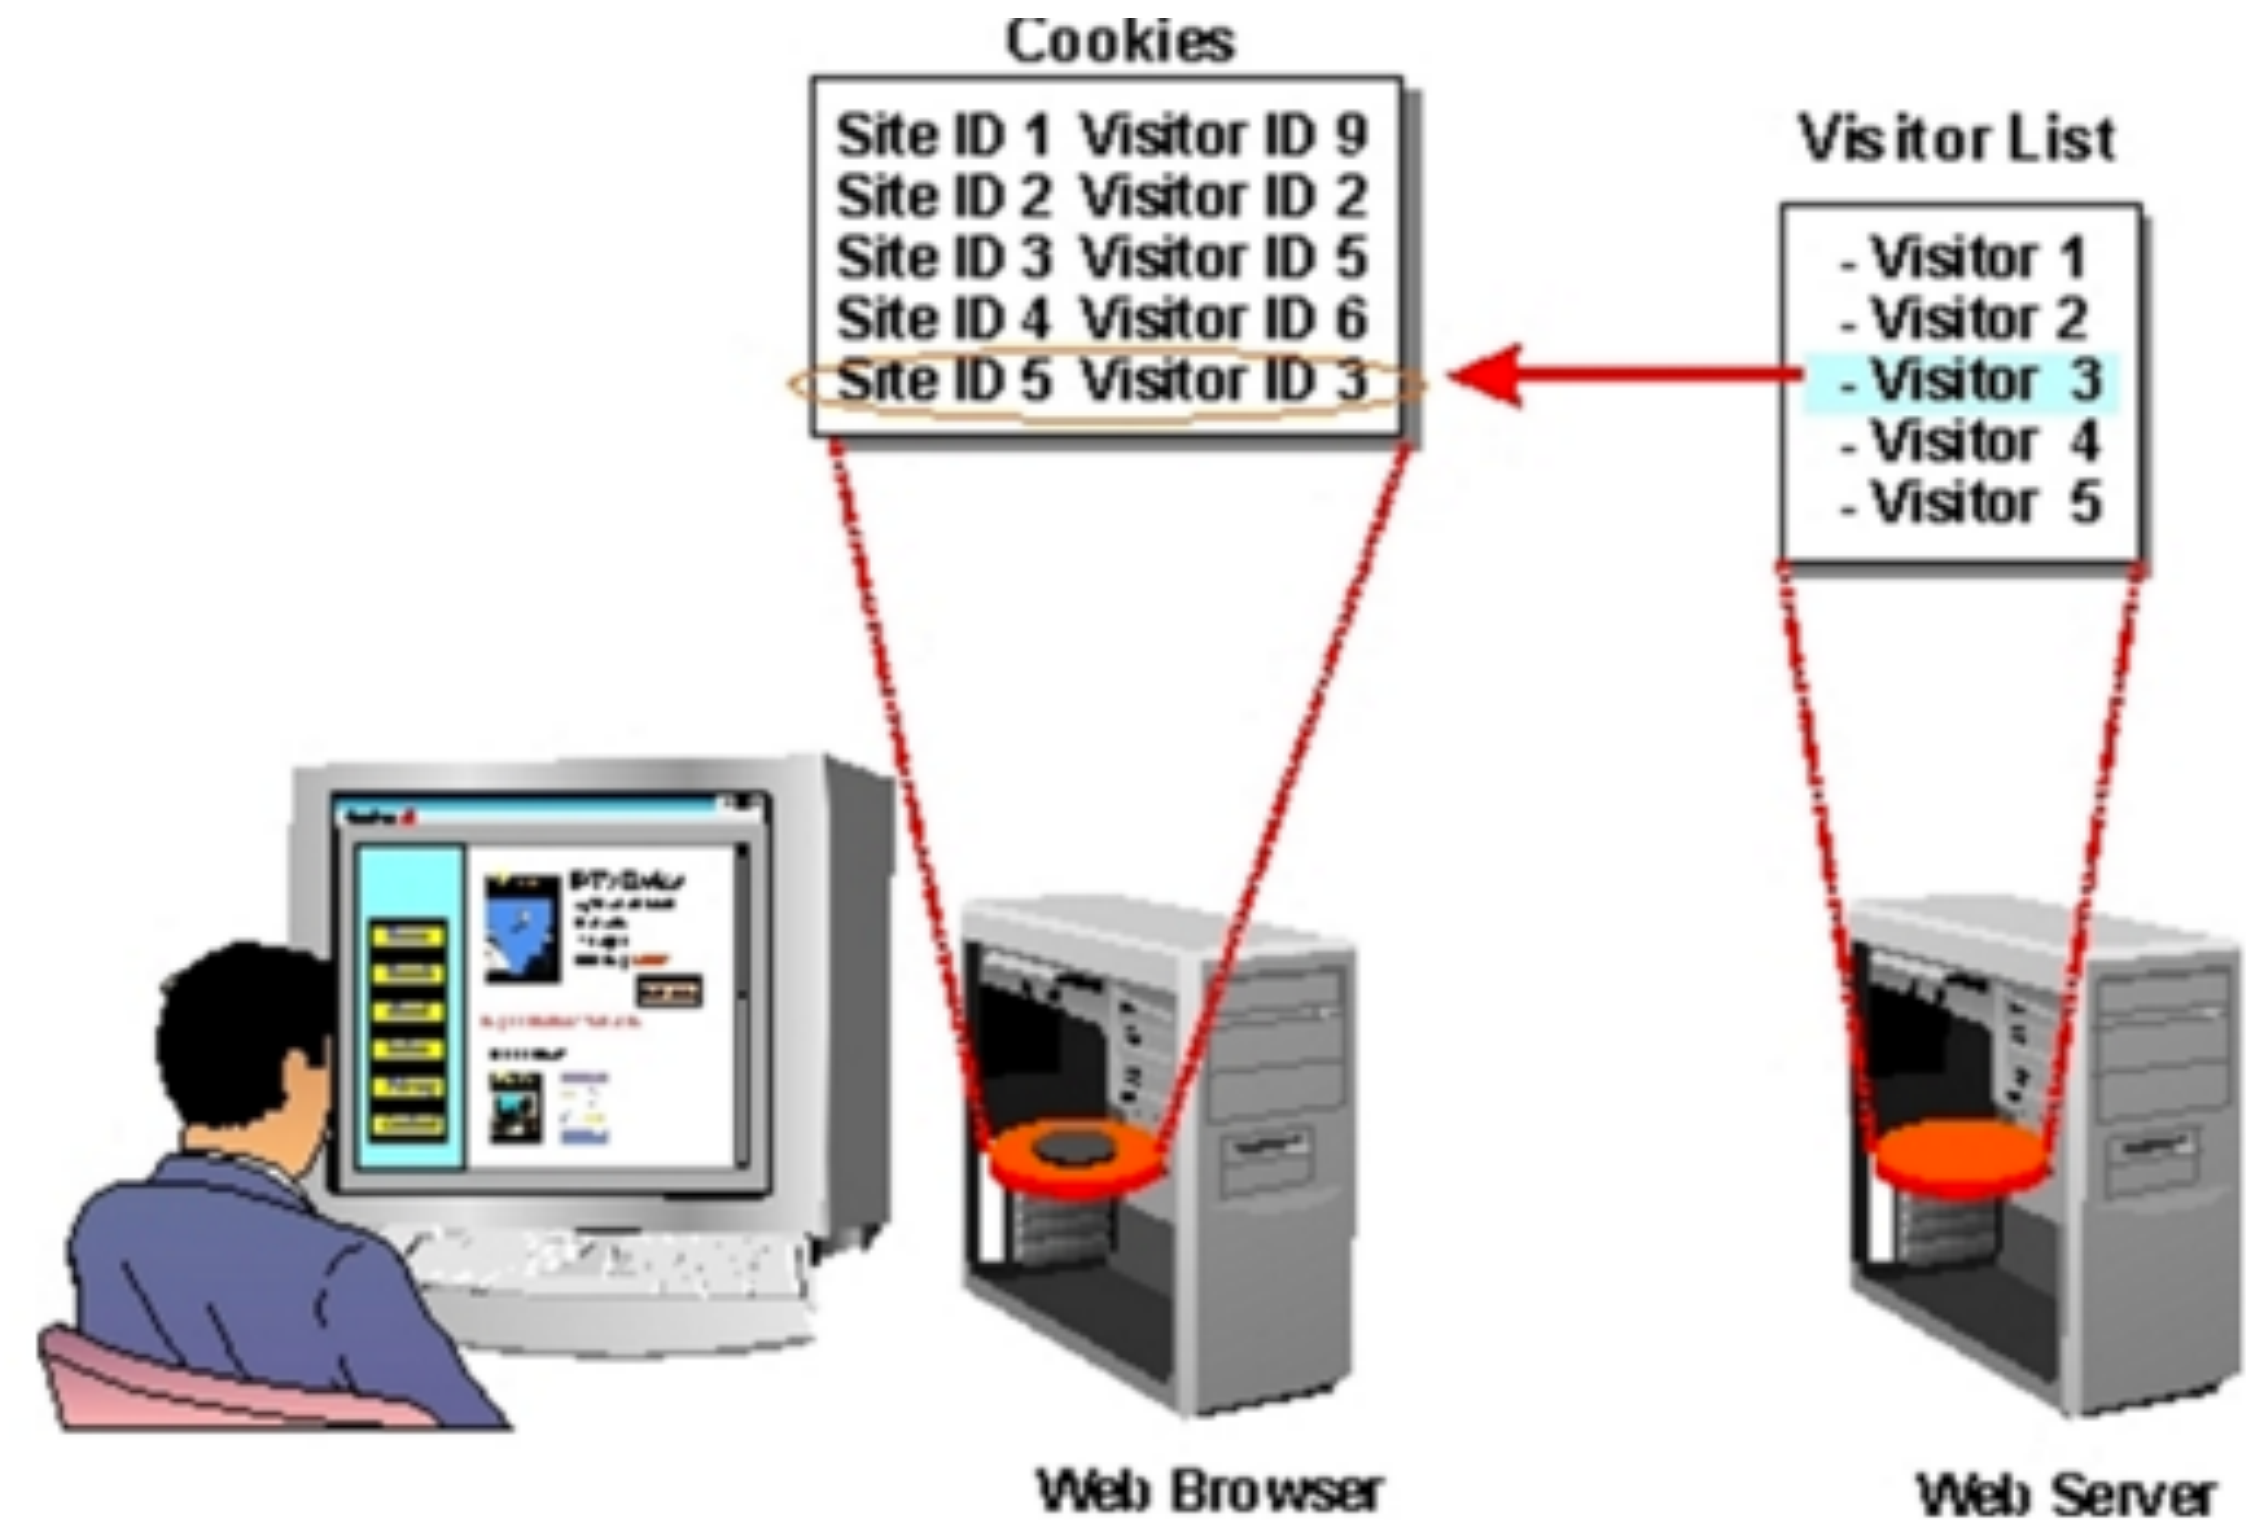 Cookies
Site ID 1 Visitor ID 9
Site ID 2 Visitor ID 2
Site ID 3 Visitor ID 5
Site ID 4 Visitor ID 6
Site ID 5 Visitor ID 3
Visitor List
- Visitor 1
- Visitor 2
- Visitor 3
- Visitor 4
- Visitor 5
Web Browser
Web Server